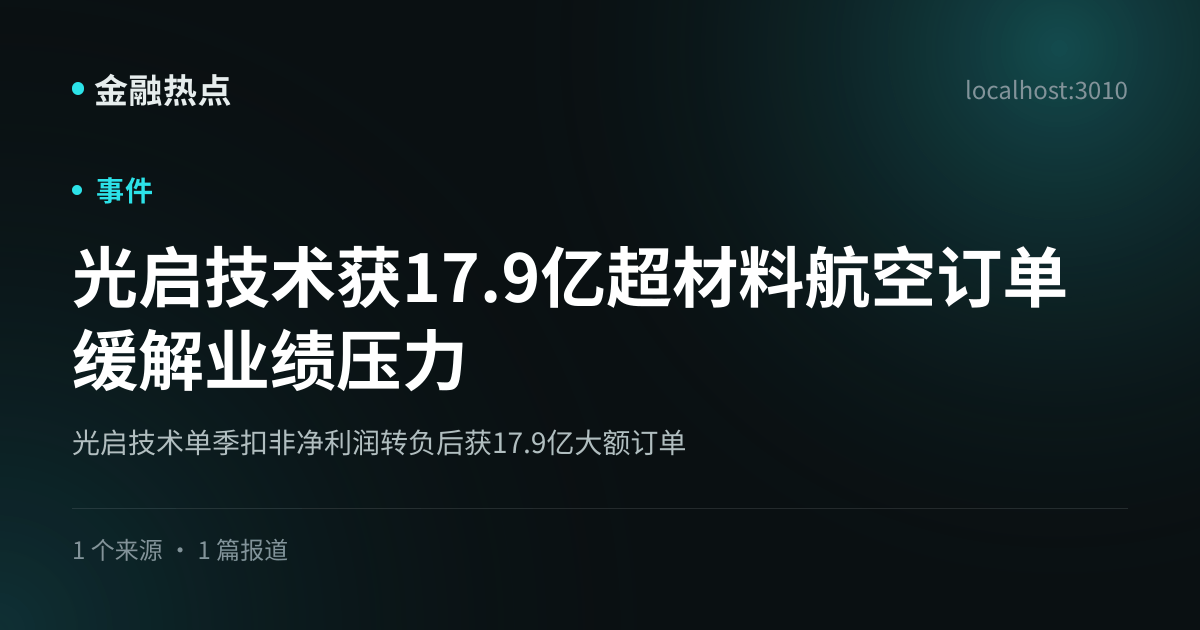 金融热点
localhost:3010
事件
光启技术获17.9亿超材料航空订单
缓解业绩压力
光启技术单季扣非净利润转负后获17.9亿大额订单
1 个来源 · 1 篇报道